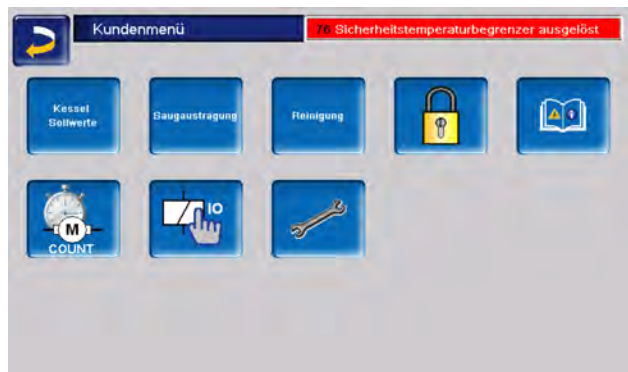 Kundenmenü
76 Sicherheitstemperaturbegrenzer ausgelöst
Kessel
Sollwerte
Saugaustragung
Reinigung
IO
M
COUNT